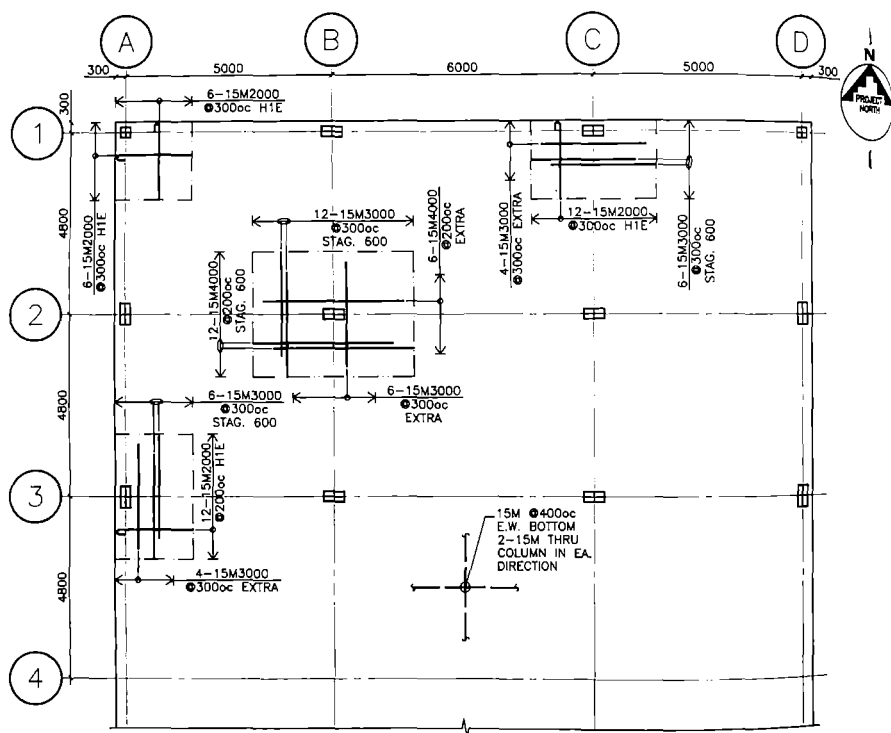 A
B
C
D
300
5000
6000
5000
300
N
PROJECT
NORTH
6-15M2000
@300oc H1E
300
1
6-15M2000
@300oc H1E
4-15M3000
@300oc EXTRA
12-15M2000
@300oc H1E
6-15M3000
@300oc
STAG. 600
4800
12-15M3000
@300oc
STAG. 600
6-15M4000
@200oc
EXTRA
12-15M4000
@200oc
STAG. 600
2
6-15M3000
@300oc
STAG. 600
6-15M3000
@300oc
EXTRA
4800
12-15M2000
@200oc H1E
3
15M @400oc
E.W. BOTTOM
2-15M THRU
COLUMN IN EA.
DIRECTION
4-15M3000
@300oc EXTRA
4800
4